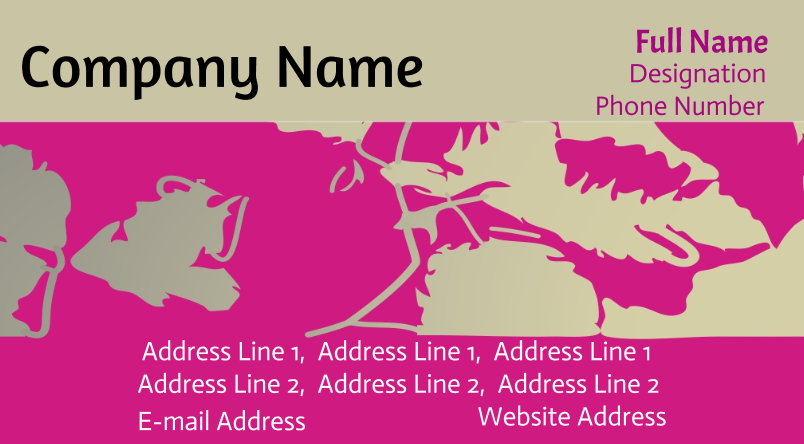 Company Name
Full Name
Designation
Phone Number
Address Line 1, Address Line 1, Address Line 1
Address Line 2, Address Line 2, Address Line 2
E-mail Address
Website Address